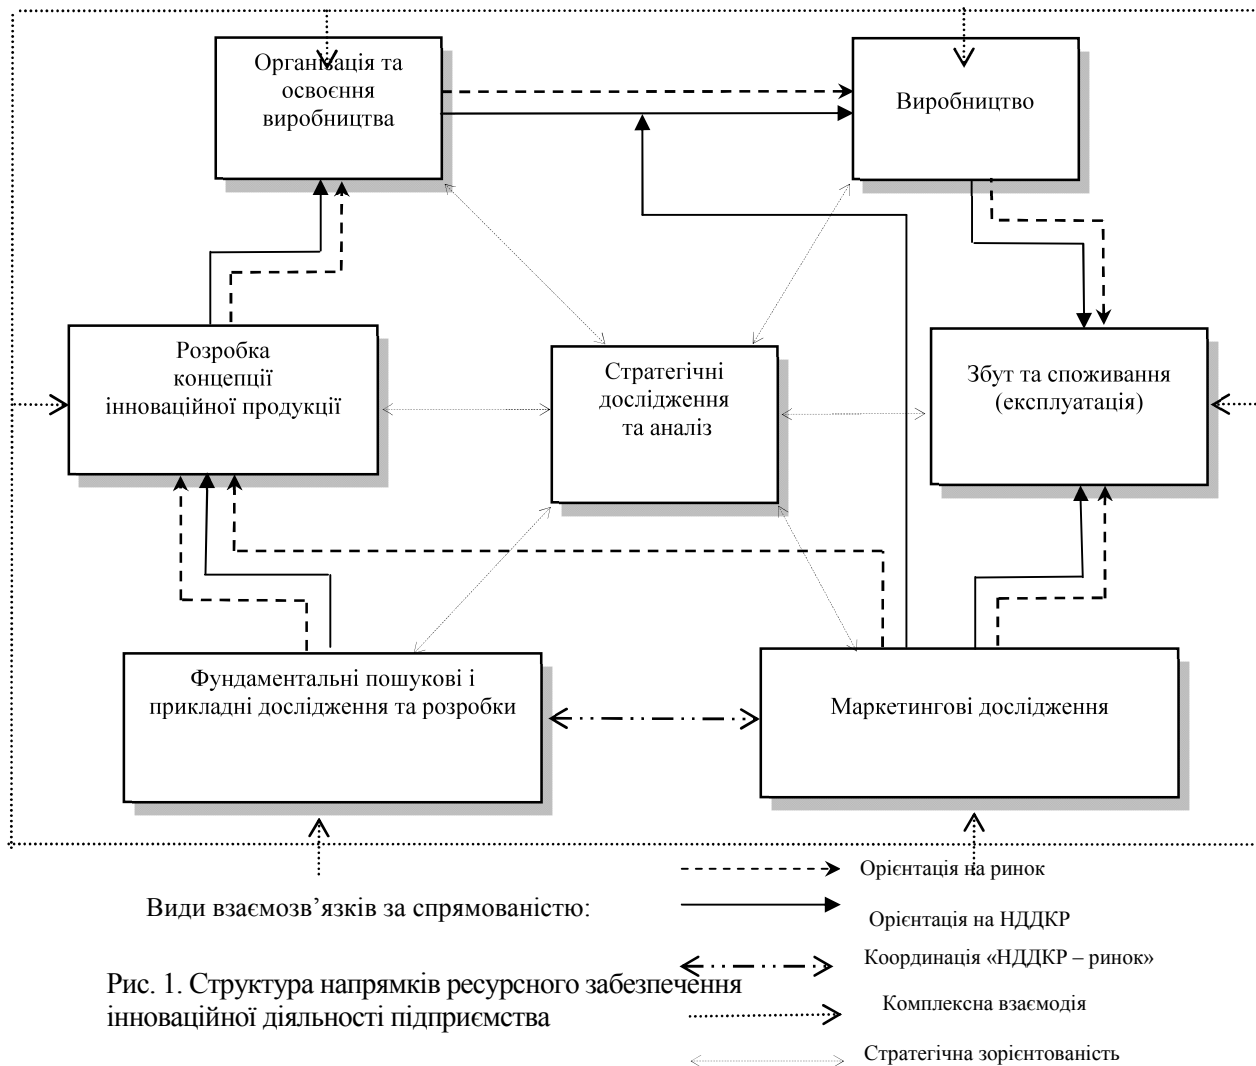 Організація та
освоєння
виробництва
Виробництво
Розробка
концепції
інноваційної продукції
Стратегічні
дослідження
та аналіз
Збут та споживання
(експлуатація)
Фундаментальні пошукові і
прикладні дослідження та розробки
Маркетингові дослідження
Види взаємозв’язків за спрямованістю:
Орієнтація на ринок
Орієнтація на НДДКР
Координація «НДДКР – ринок»
Комплексна взаємодія
Стратегічна зорієнтованість
Рис. 1. Структура напрямків ресурсного забезпечення
інноваційної діяльності підприємства